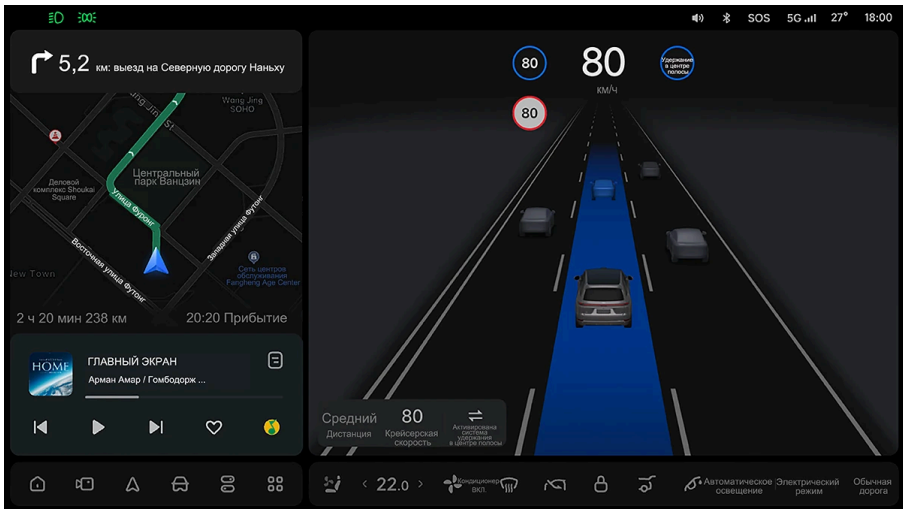 SOS
5G
27°
18:00
5,2 км: выезд на Северную дорогу Наньху
Wang Jing
SOHO
Jing St.
Деловой
комплекс Shoukai
Square
Центральный
парк Ванцзин
Улица Фуронг
Западная улица Футонг
Восточная улица Футонг
New Town
Сеть центров
обслуживания
Fangheng Age Center
2 ч 20 мин 238 км
20:20 Прибытие
HOME
ГЛАВНЫЙ ЭКРАН
Арман Амар / Гомбодорж ...
80
80
км/ч
Удержание
в центре
полосы
80
Средний
Дистанция
80
Крейсерская
скорость
Активирована
система
удержания
в центре полосы
< 22.0 >
Кондиционер
вкл.
Автоматическое
освещение
Электрический
режим
Обычная
дорога